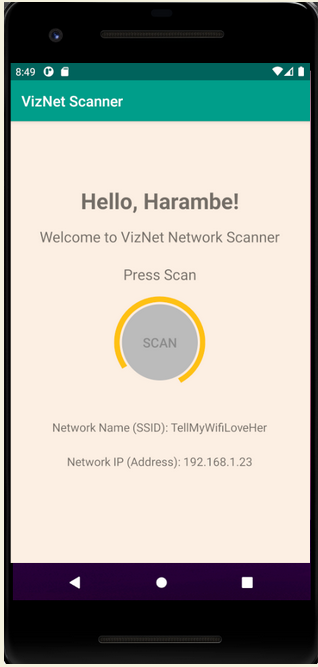 8:49
VizNet Scanner
Hello, Harambe!
Welcome to VizNet Network Scanner
Press Scan
SCAN
Network Name (SSID): TellMyWifiLoveHer
Network IP (Address): 192.168.1.23